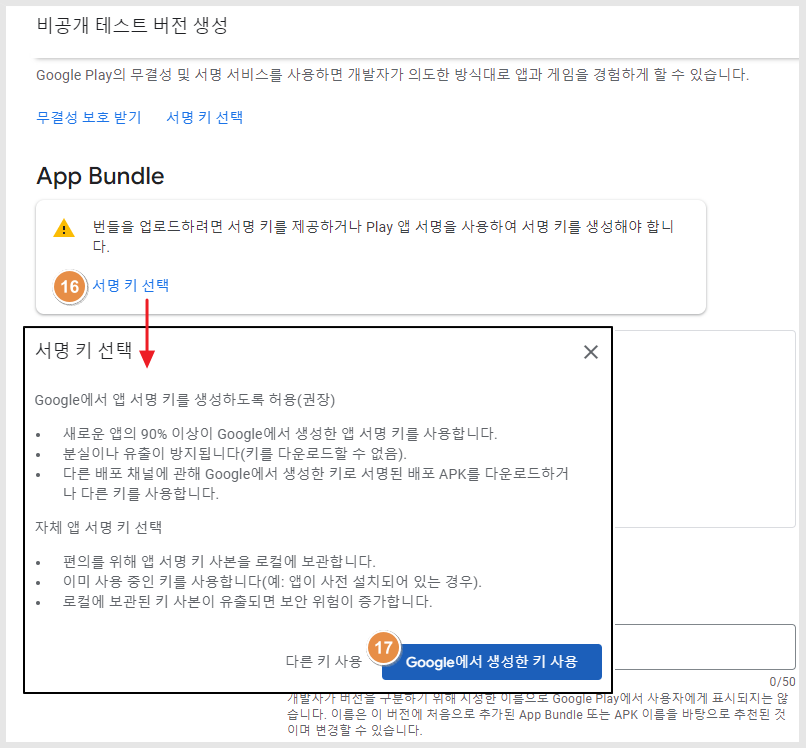 비공개 테스트 버전 생성
Google Play의 무결성 및 서명 서비스를 사용하면 개발자가 의도한 방식대로 앱과 게임을 경험하게 할 수 있습니다.
무결성 보호 받기 서명 키 선택
App Bundle
번들을 업로드하려면 서명 키를 제공하거나 Play 앱 서명을 사용하여 서명 키를 생성해야 합니
다.
16 서명 키 선택
서명 키 선택
Google에서 앱 서명 키를 생성하도록 허용(권장)
• 새로운 앱의 90% 이상이 Google에서 생성한 앱 서명 키를 사용합니다.
• 분실이나 유출이 방지됩니다(키를 다운로드할 수 없음).
• 다른 배포 채널에 관해 Google에서 생성한 키로 서명된 배포 APK를 다운로드하거
나 다른 키를 사용합니다.
자체 앱 서명 키 선택
• 편의를 위해 앱 서명 키 사본을 로컬에 보관합니다.
• 이미 사용 중인 키를 사용합니다(예: 앱이 사전 설치되어 있는 경우).
• 로컬에 보관된 키 사본이 유출되면 보안 위험이 증가합니다.
다른 키 사용 17 Google에서 생성한 키 사용
0/50
개발자가 버전을 구분하기 위해 지정한 이름으로 Google Play에서 사용자에게 표시되지는 않
습니다. 이름은 이 버전에 처음으로 추가된 App Bundle 또는 APK 이름을 바탕으로 추천된 것
이며 변경할 수 있습니다.